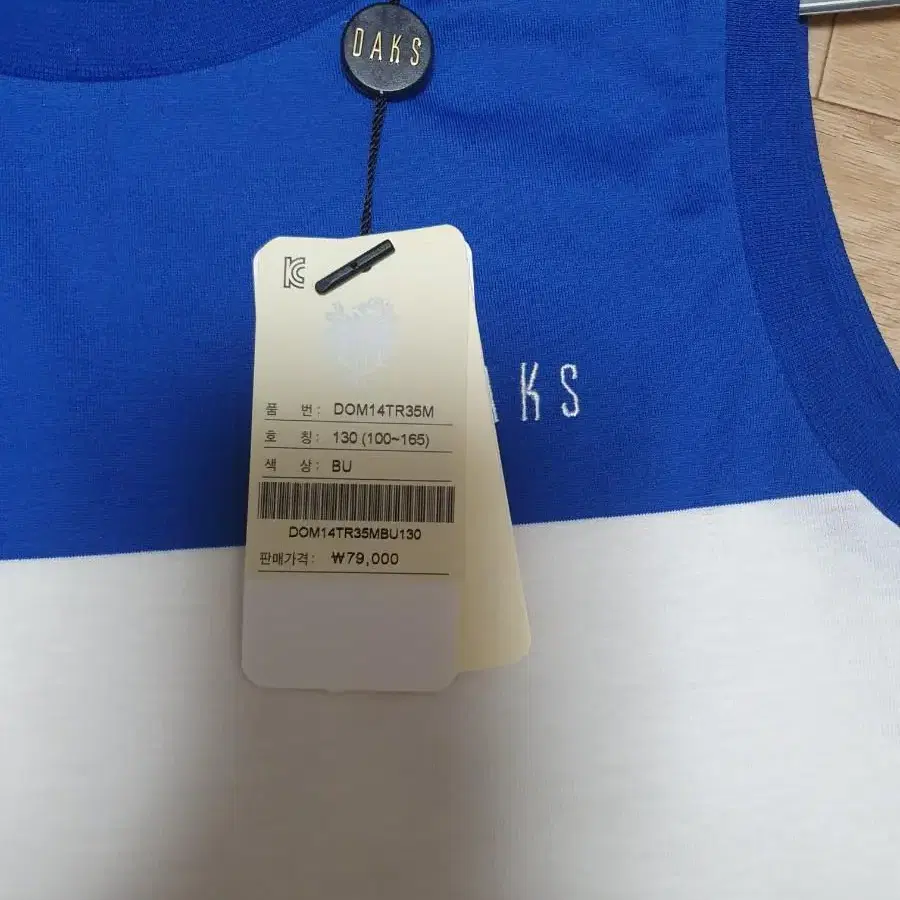 DAKS
품 번: DOM14TR35M
호 칭: 130 (100~165)
색 상: BU
DOM14TR35MBU130
판매가격: ₩79,000
AKS